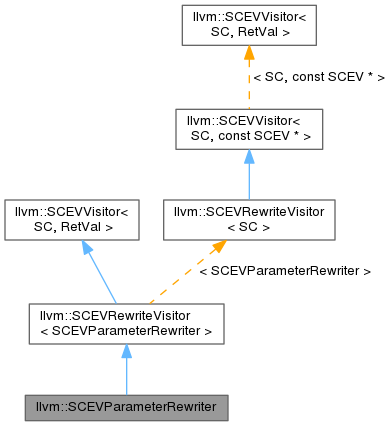 llvm::SCEVVisitor<
SC, RetVal >
< SC, const SCEV * >
llvm::SCEVVisitor<
SC, const SCEV * >
llvm::SCEVVisitor<
SC, RetVal >
llvm::SCEVRewriteVisitor
< SC >
< SCEVParameterRewriter >
llvm::SCEVRewriteVisitor
< SCEVParameterRewriter >
llvm::SCEVParameterRewriter